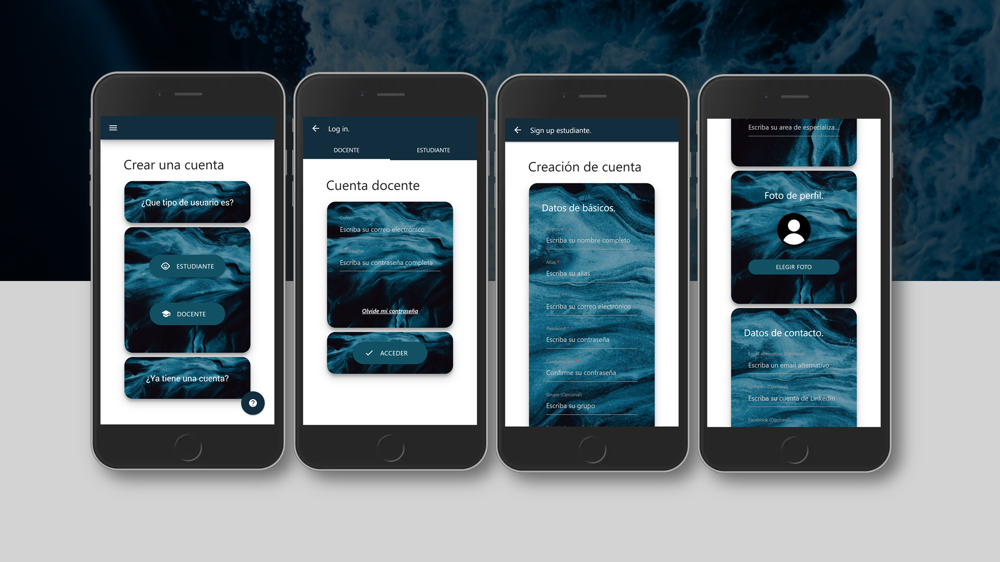 Crear una cuenta
¿Que tipo de usuario es?
ESTUDIANTE
DOCENTE
¿Ya tiene una cuenta?
Log in.
DOCENTE ESTUDIANTE
Cuenta docente
Correo
Escriba su correo electrónico
Contraseña
Escriba su contraseña completa
Olvide mi contraseña
ACCEDER
Sign up estudiante.
Creación de cuenta
Datos de básicos.
Nombre *
Escriba su nombre completo
Alias *
Escriba su alias
Correo *
Escriba su correo electrónico
Password *
Escriba su contraseña
Confirmación *
Confirme su contraseña
Grupo (Opcional)
Escriba su grupo
Escriba su area de especializa...
Foto de perfil.
ELEGIR FOTO
Datos de contacto.
Email alternativo (Opcional)
Escriba un email alternativo
Linkedin (Opcional)
Escriba su cuenta de LinkedIn
Facebook (Opcional)